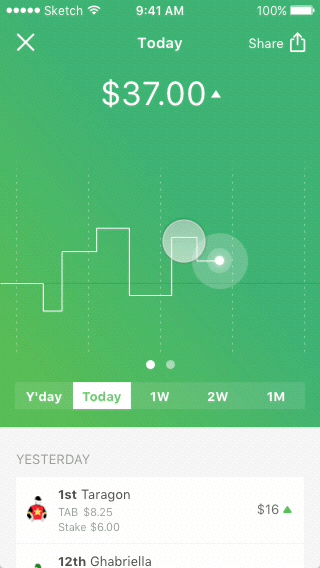 Sketch 9:41 AM 100%
Today Share
$37.00
Y'day Today 1W 2W 1M
YESTERDAY
1st Taragon
TAB $8.25 $16
Stake $6.00
12th Ghabriella